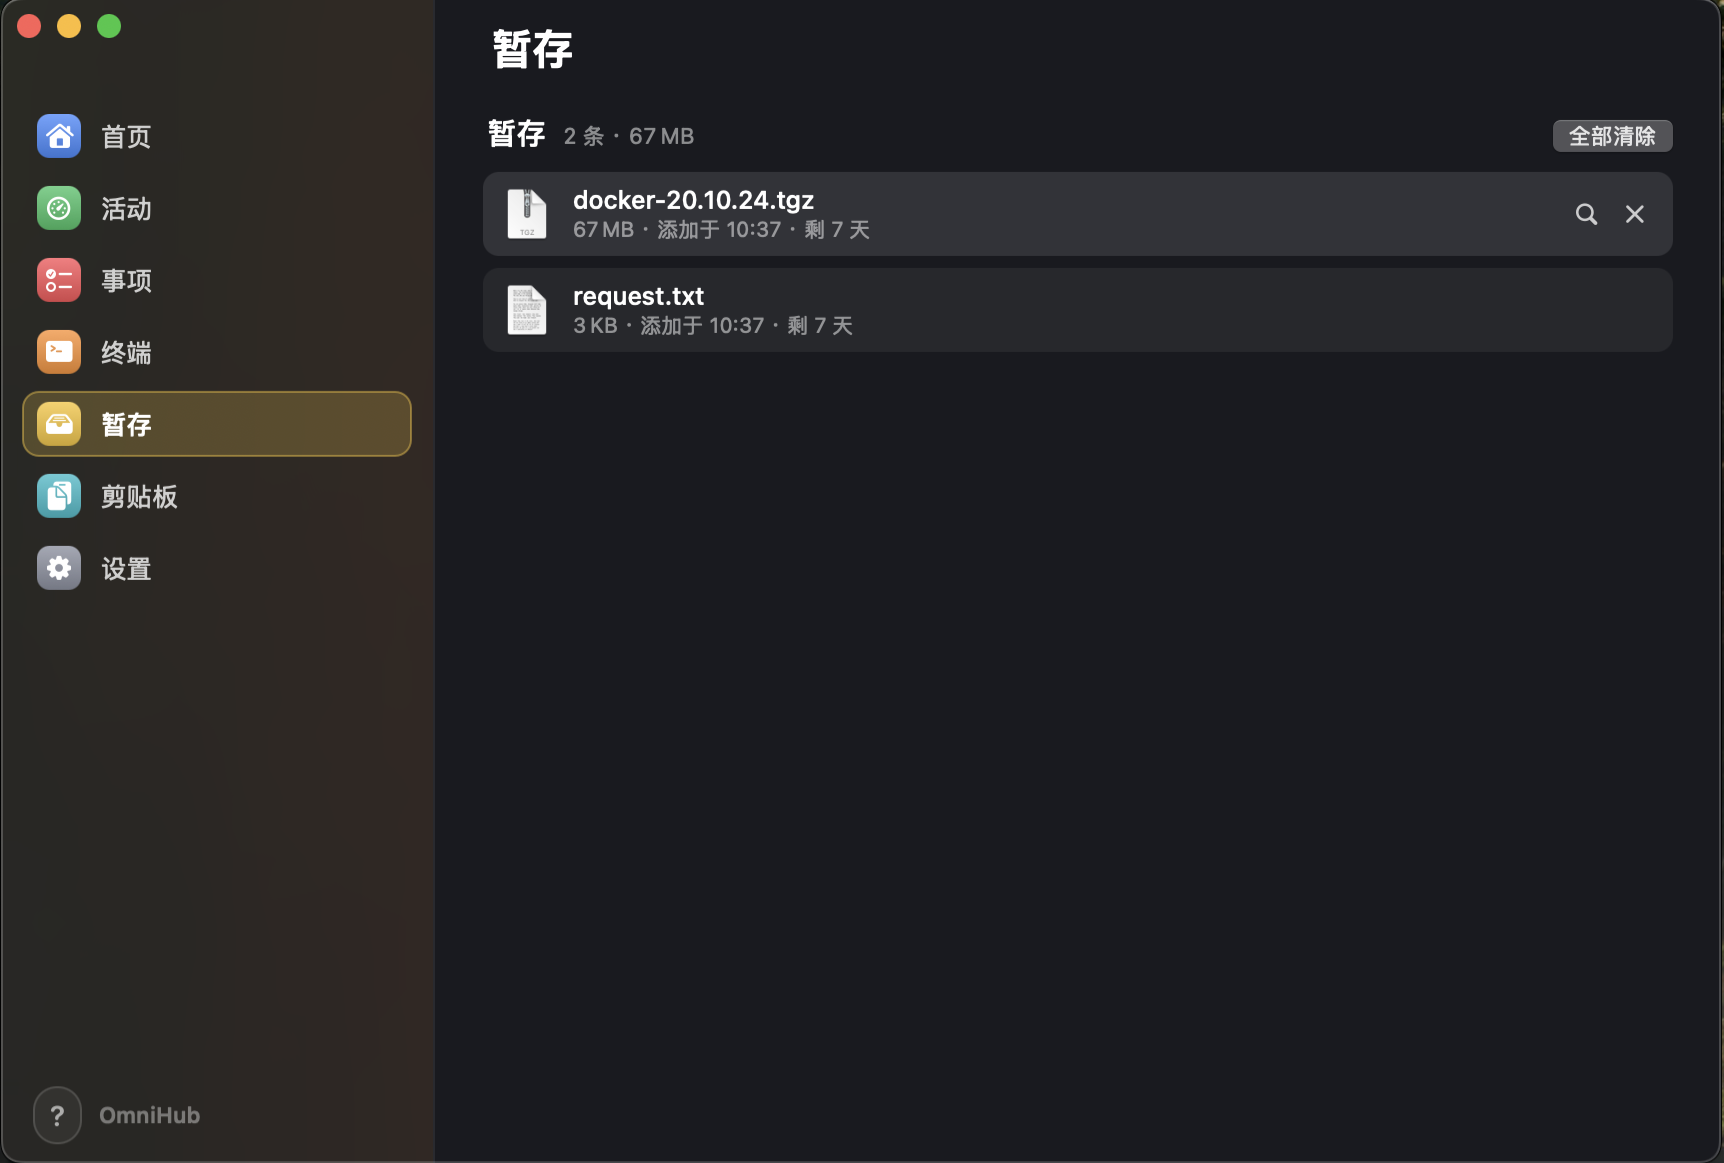 暂存
首页
活动
事项
终端
暂存
剪贴板
设置
? OmniHub
暂存 2 条 · 67 MB 全部清除
TGZ
docker-20.10.24.tgz
67 MB · 添加于 10:37 · 剩 7 天
request.txt
3 KB · 添加于 10:37 · 剩 7 天